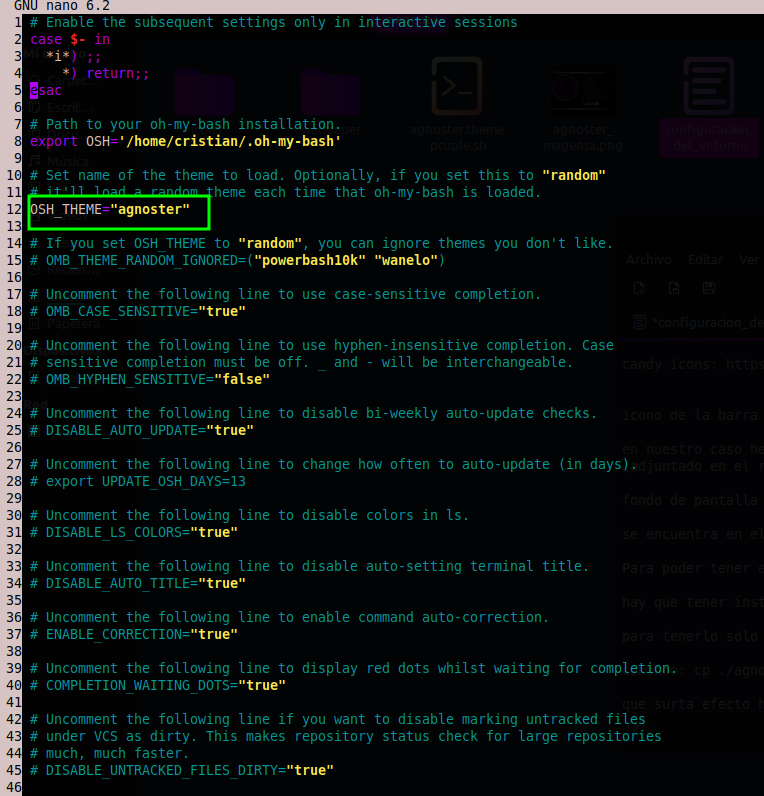 GNU nano 6.2
1 # Enable the subsequent settings only in interactive sessions
2 case $- in
3   *i*) ;;
4     *) return;;
5 esac
6
7 # Path to your oh-my-bash installation.
8 export OSH='/home/cristian/.oh-my-bash'
9
10 # Set name of the theme to load. Optionally, if you set this to "random"
11 # it'll load a random theme each time that oh-my-bash is loaded.
12 OSH_THEME="agnoster"
13
14 # If you set OSH_THEME to "random", you can ignore themes you don't like.
15 # OMB_THEME_RANDOM_IGNORED=("powerbash10k" "wanelo")
16
17 # Uncomment the following line to use case-sensitive completion.
18 # OMB_CASE_SENSITIVE="true"
19
20 # Uncomment the following line to use hyphen-insensitive completion. Case
21 # sensitive completion must be off. _ and - will be interchangeable.
22 # OMB_HYPHEN_SENSITIVE="false"
23
24 # Uncomment the following line to disable bi-weekly auto-update checks.
25 # DISABLE_AUTO_UPDATE="true"
26
27 # Uncomment the following line to change how often to auto-update (in days).
28 # export UPDATE_OSH_DAYS=13
29
30 # Uncomment the following line to disable colors in ls.
31 # DISABLE_LS_COLORS="true"
32
33 # Uncomment the following line to disable auto-setting terminal title.
34 # DISABLE_AUTO_TITLE="true"
35
36 # Uncomment the following line to enable command auto-correction.
37 # ENABLE_CORRECTION="true"
38
39 # Uncomment the following line to display red dots whilst waiting for completion.
40 # COMPLETION_WAITING_DOTS="true"
41
42 # Uncomment the following line if you want to disable marking untracked files
43 # under VCS as dirty. This makes repository status check for large repositories
44 # much, much faster.
45 # DISABLE_UNTRACKED_FILES_DIRTY="true"
46
agnoster.theme.
pruple.sh
agnoster_
magenta.png
configuracion_
del_entorno
Música
Papelera
Archivo Editar Ver
*configuracion_de
candy icons: https
icono de la barra
en nuestro caso
adjuntado en el
fondo de pantalla
se encuentra en el
Para poder tener
hay que tener inst
para tenerlo solo
cp ./agno
que surta efecto